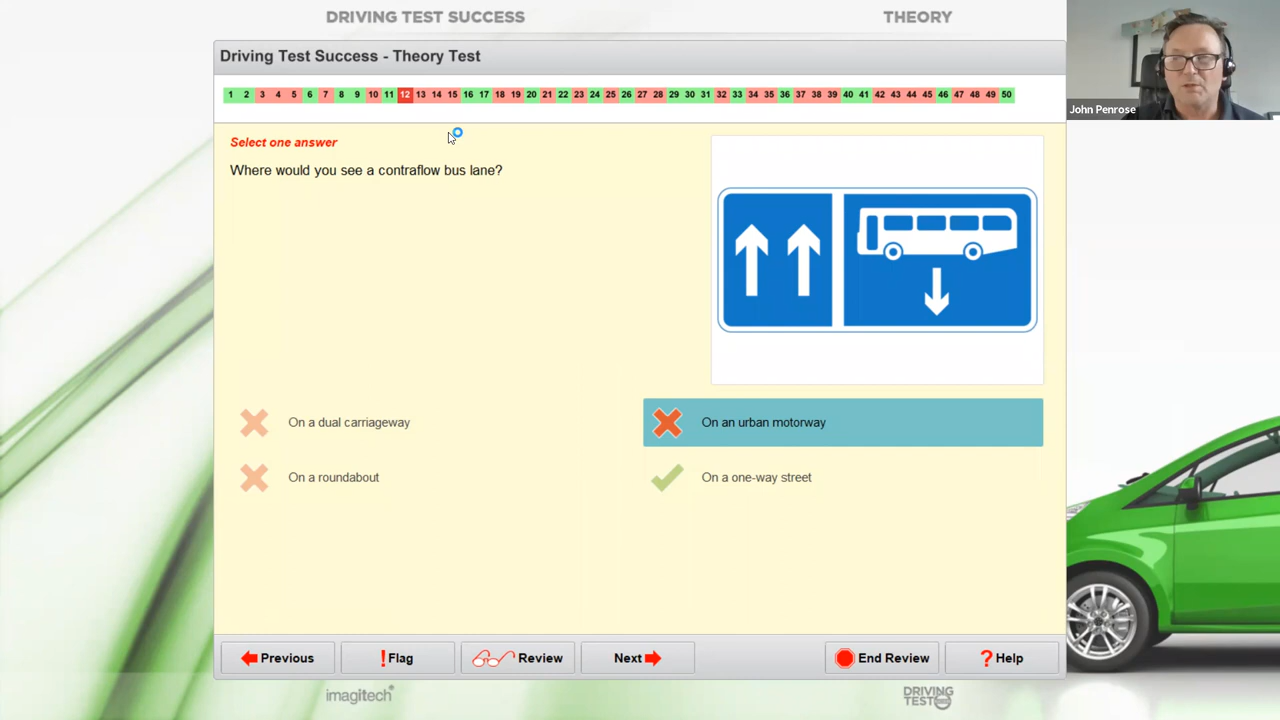 DRIVING TEST SUCCESS THEORY
Driving Test Success - Theory Test
1 2 3 4 5 6 7 8 9 10 11 12 13 14 15 16 17 18 19 20 21 22 23 24 25 26 27 28 29 30 31 32 33 34 35 36 37 38 39 40 41 42 43 44 45 46 47 48 49 50
John Penrose
Select one answer
Where would you see a contraflow bus lane?
On a dual carriageway
On an urban motorway
On a roundabout
On a one-way street
Previous
!Flag
Review
Next
End Review
?Help
imagitech
DRIVING
TEST